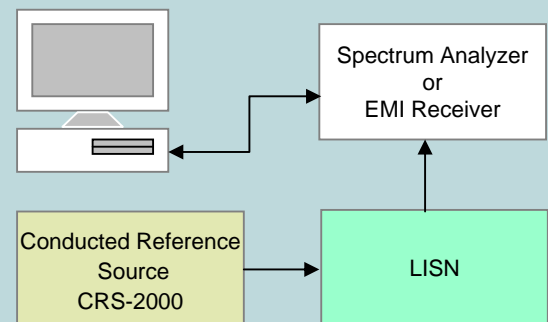 Spectrum Analyzer
or
EMI Receiver
Conducted Reference
Source
CRS-2000
LISN